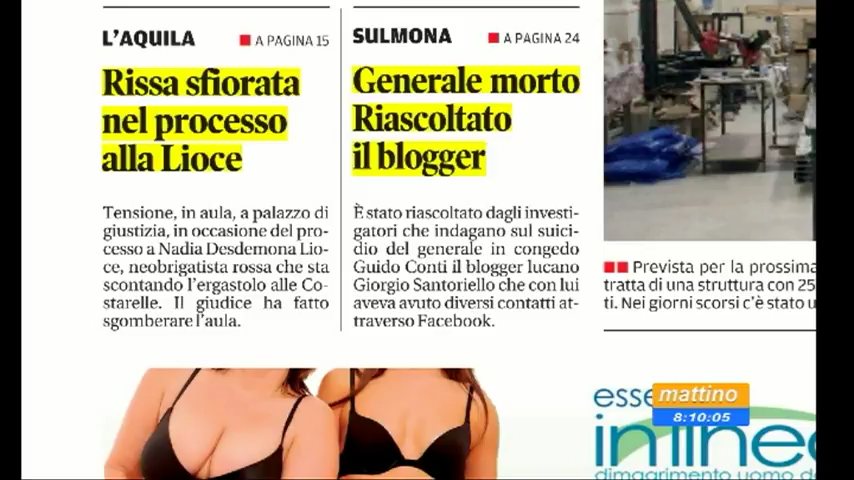 L'AQUILA
A PAGINA 15
Rissa sfiorata
nel processo
alla Lioce
Tensione, in aula, a palazzo di
giustizia, in occasione del pro-
cesso a Nadia Desdemona Lio-
ce, neobrigatista rossa che sta
scontando l'ergastolo alle Co-
starelle. Il giudice ha fatto
sgomberare l'aula.
SULMONA
A PAGINA 24
Generale morto
Riascoltato
il blogger
È stato riascoltato dagli investi-
gatori che indagano sul suici-
dio del generale in congedo
Guido Conti il blogger lucano
Giorgio Santoriello che con lui
aveva avuto diversi contatti at-
traverso Facebook.
Prevista per la prossima
tratta di una struttura con 25
ti. Nei giorni scorsi c'è stato u
esse
inline
dimagrimento uomo do
mattino
8:10:05